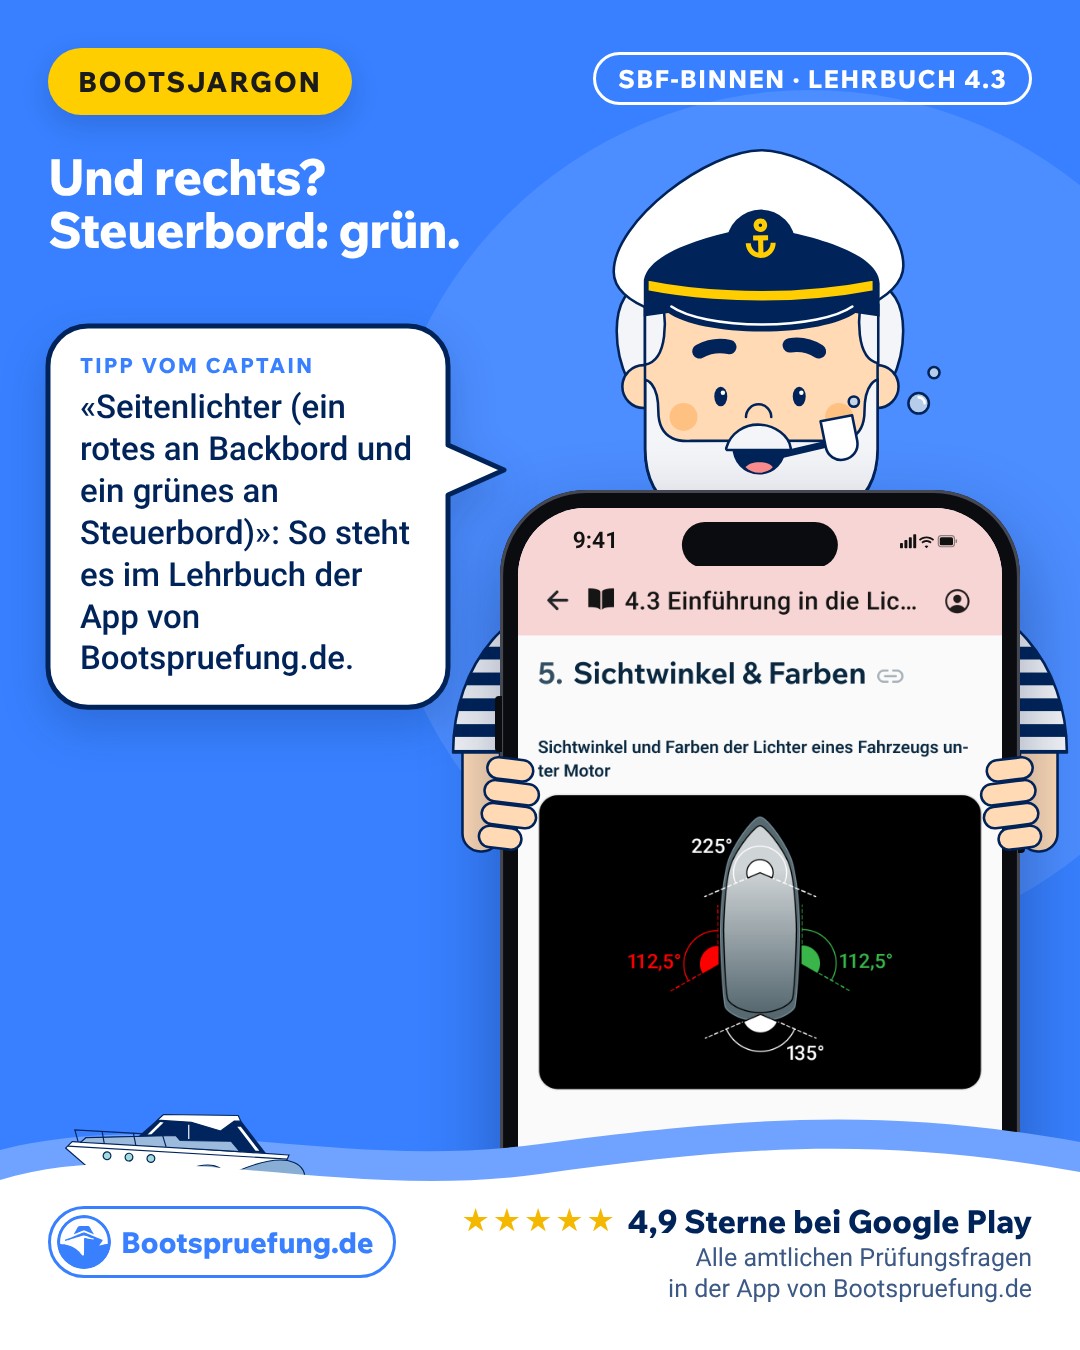 BOOTSJARGON
SBF-BINNEN · LEHRBUCH 4.3
Und rechts?
Steuerbord: grün.
TIPP VOM CAPTAIN
«Seitenlichter (ein
rotes an Backbord und
ein grünes an
Steuerbord)»: So steht
es im Lehrbuch der
App von
Bootspruefung.de.
9:41
4.3 Einführung in die Lic...
5. Sichtwinkel & Farben
Sichtwinkel und Farben der Lichter eines Fahrzeugs un-
ter Motor
225°
112,5°
112,5°
135°
Bootspruefung.de
★★★★★ 4,9 Sterne bei Google Play
Alle amtlichen Prüfungsfragen
in der App von Bootspruefung.de